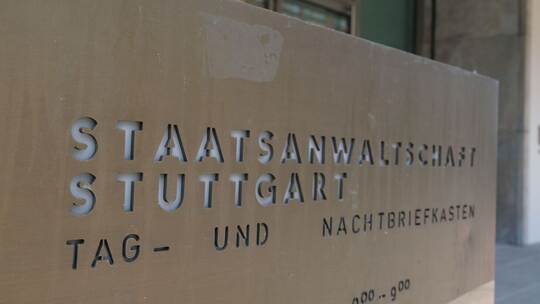 STAATSANWALTSCHAFT
STUTTGART
TAG- UND NACHTBRIEFKASTEN